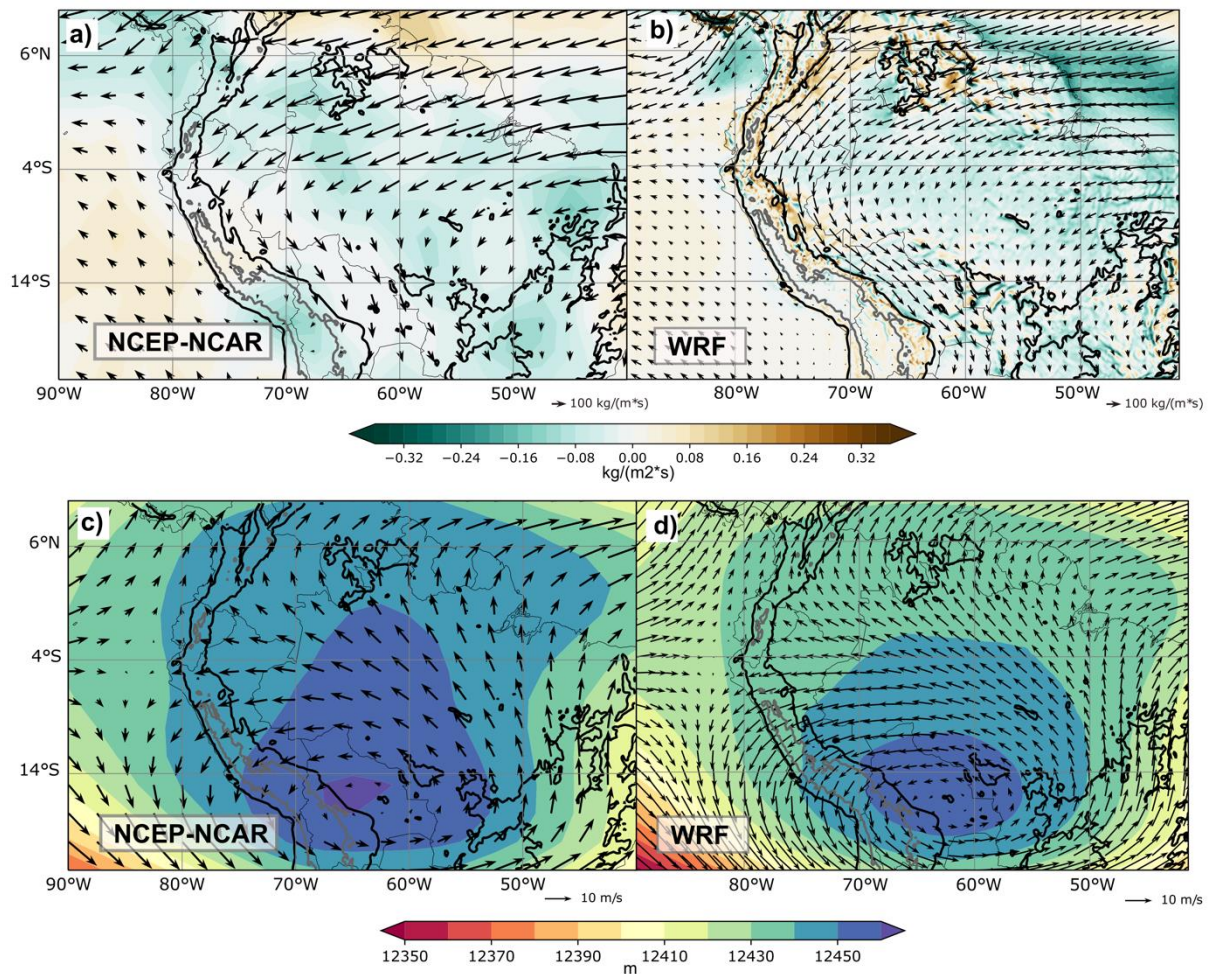 a)
b)
6°N
4°S
14°S
NCEP-NCAR
WRF
90°W 80°W 70°W 60°W 50°W 80°W 70°W 60°W 50°W
100 kg/(m*s)
100 kg/(m*s)
−0.32 −0.24 −0.16 −0.08 0.00 0.08 0.16 0.24 0.32
kg/(m2*s)
c)
d)
6°N
4°S
14°S
NCEP-NCAR
WRF
90°W 80°W 70°W 60°W 50°W 80°W 70°W 60°W 50°W
10 m/s
10 m/s
12350 12370 12390 12410 12430 12450
m